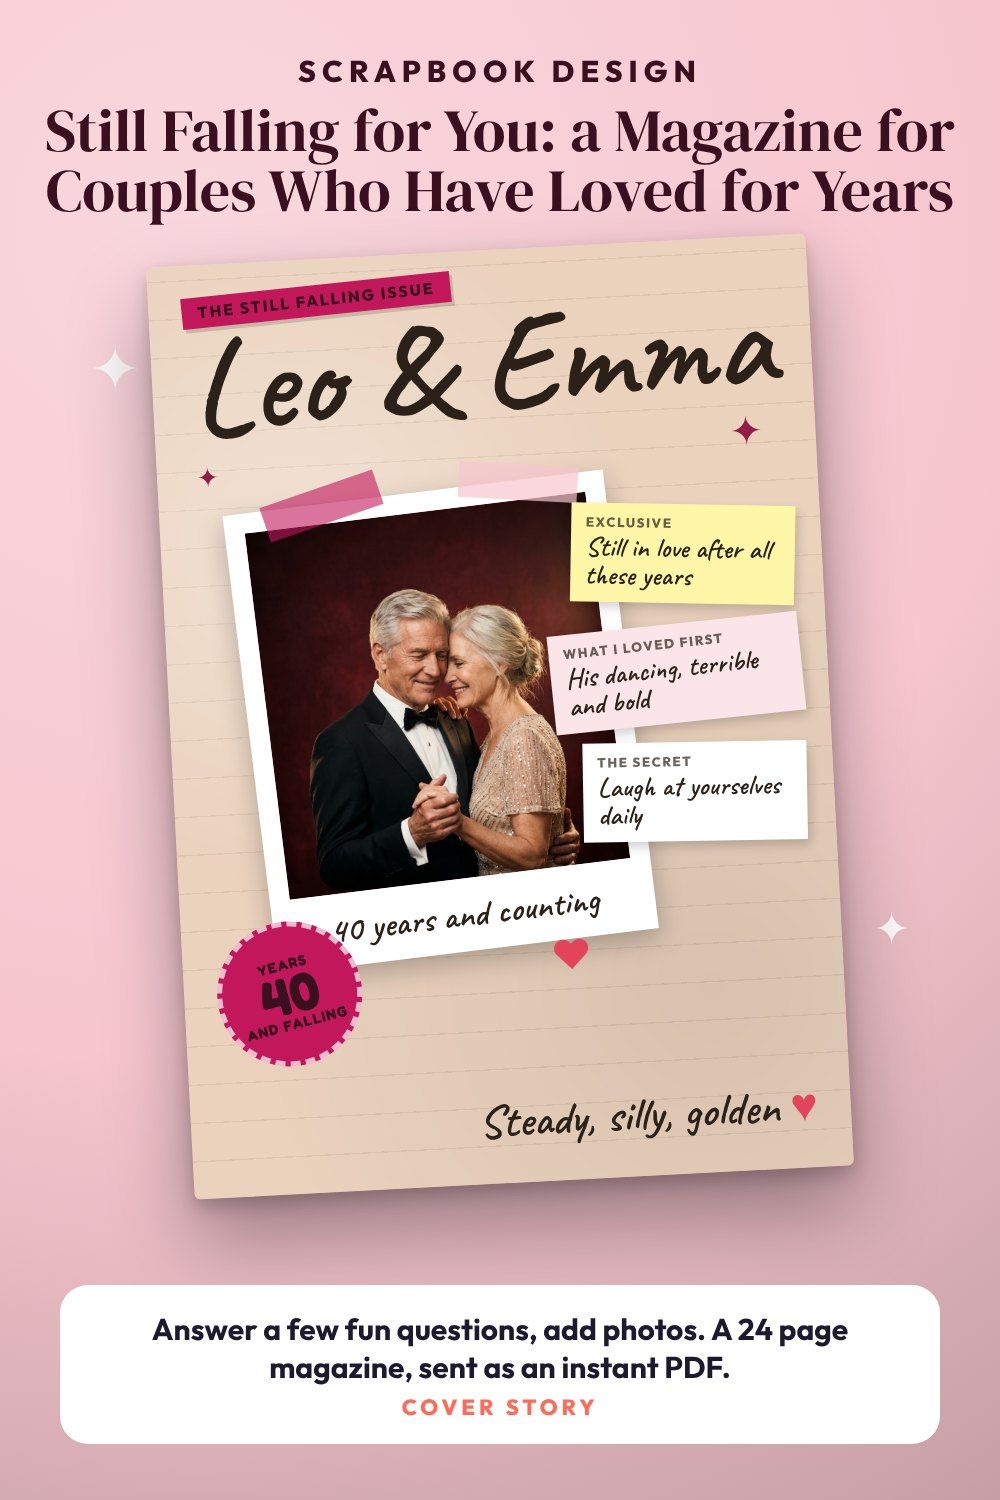 SCRAPBOOK DESIGN
Still Falling for You: a Magazine for
Couples Who Have Loved for Years
THE STILL FALLING ISSUE
Leo & Emma
EXCLUSIVE
Still in love after all
these years
WHAT I LOVED FIRST
His dancing, terrible
and bold
THE SECRET
Laugh at yourselves
daily
40 years and counting
YEARS
40
AND FALLING
Steady, silly, golden
Answer a few fun questions, add photos. A 24 page
magazine, sent as an instant PDF.
COVER STORY